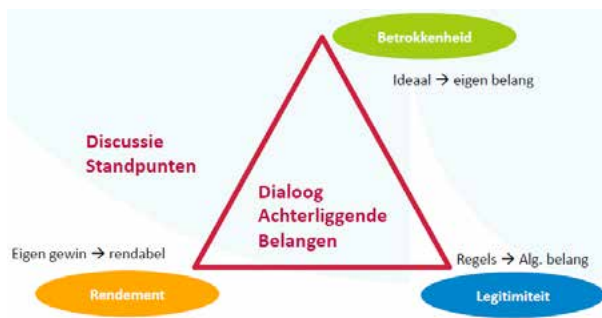 Betrokkenheid
Ideaal → eigen belang
Discussie
Standpunten
Dialoog
Achterliggende
Belangen
Eigen gewin → rendabel
Regels → Alg. belang
Rendement
Legitimiteit